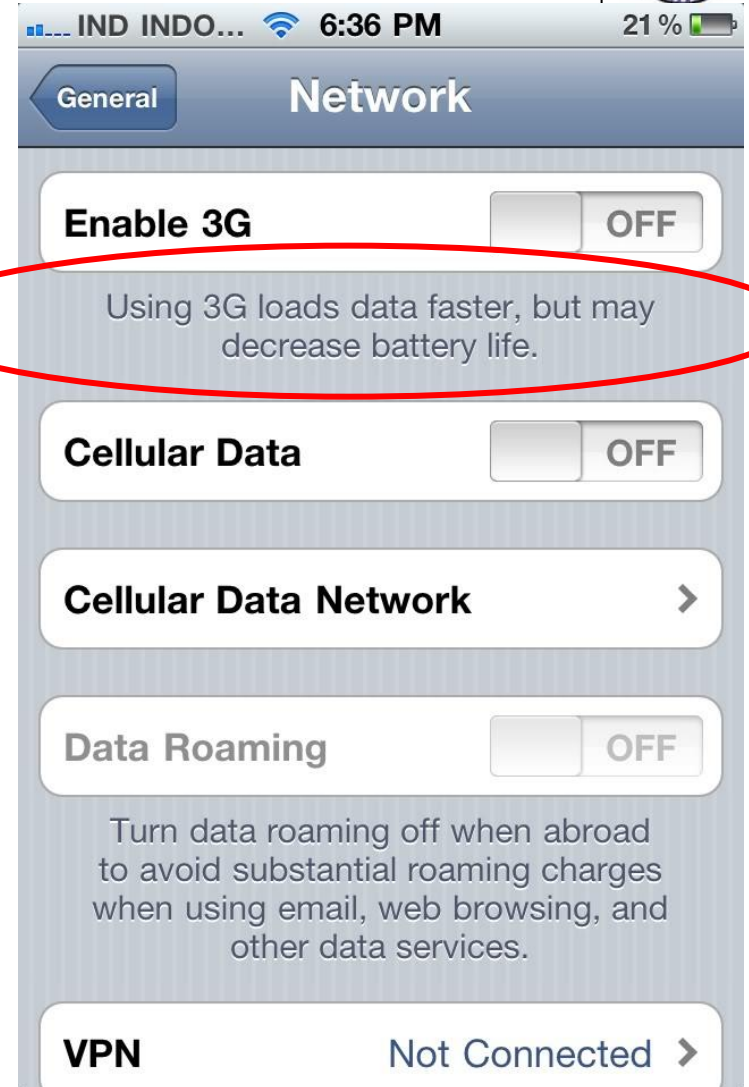 IND INDO... 6:36 PM 21 %
General Network
Enable 3G OFF
Using 3G loads data faster, but may
decrease battery life.
Cellular Data OFF
Cellular Data Network
Data Roaming OFF
Turn data roaming off when abroad
to avoid substantial roaming charges
when using email, web browsing, and
other data services.
VPN Not Connected